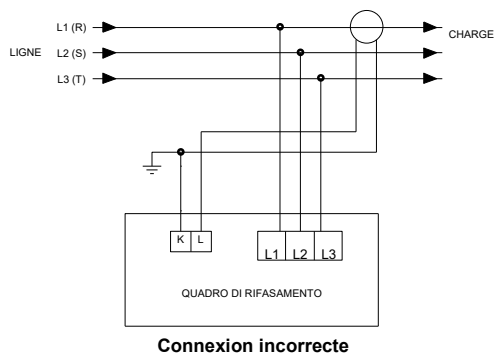 L1 (R)
CHARGE
LIGNE L2 (S)
L3 (T)
K L
L1 L2 L3
QUADRO DI RIFASAMENTO
Connexion incorrecte